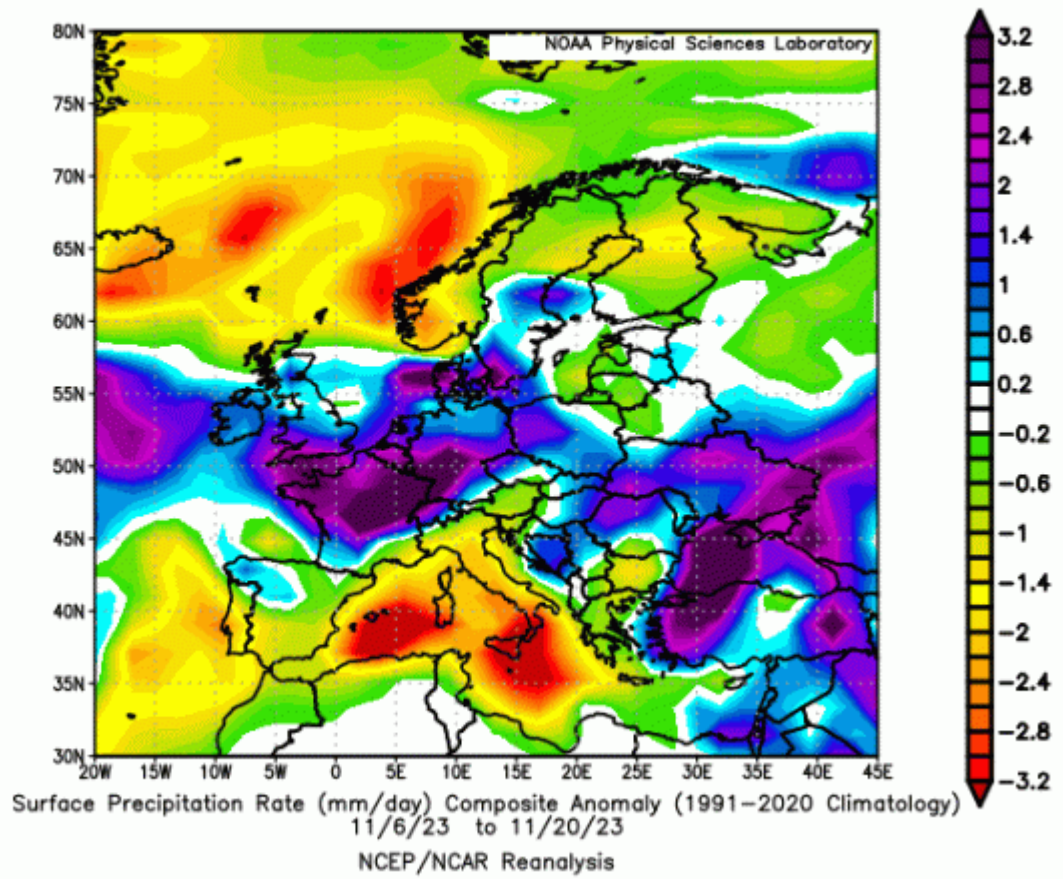 NOAA Physical Sciences Laboratory
80N
75N
70N
65N
60N
55N
50N
45N
40N
35N
30N
20W 15W 10W 5W 0 5E 10E 15E 20E 25E 30E 35E 40E 45E
3.2
2.8
2.4
2
1.4
1
0.6
0.2
-0.2
-0.6
-1
-1.4
-2
-2.4
-2.8
-3.2
Surface Precipitation Rate (mm/day) Composite Anomaly (1991-2020 Climatology)
11/6/23 to 11/20/23
NCEP/NCAR Reanalysis